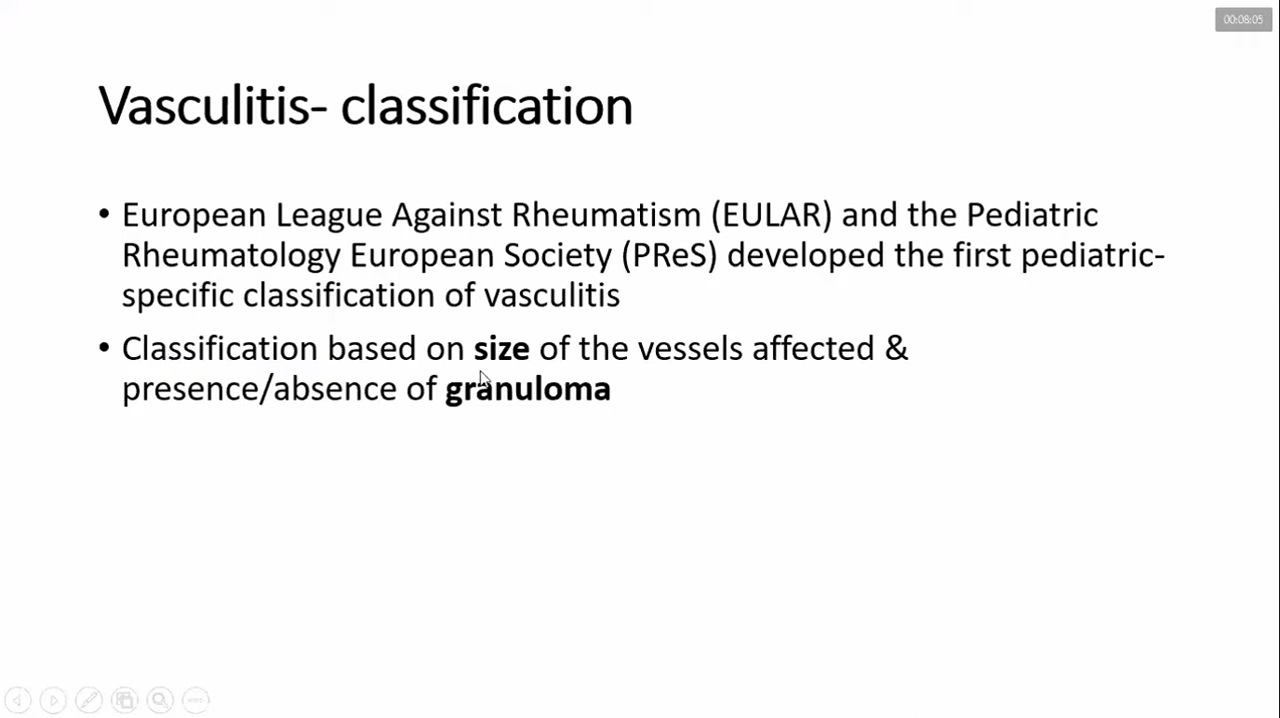 00:08:05
Vasculitis- classification
• European League Against Rheumatism (EULAR) and the Pediatric
Rheumatology European Society (PReS) developed the first pediatric-
specific classification of vasculitis
• Classification based on size of the vessels affected &
presence/absence of granuloma